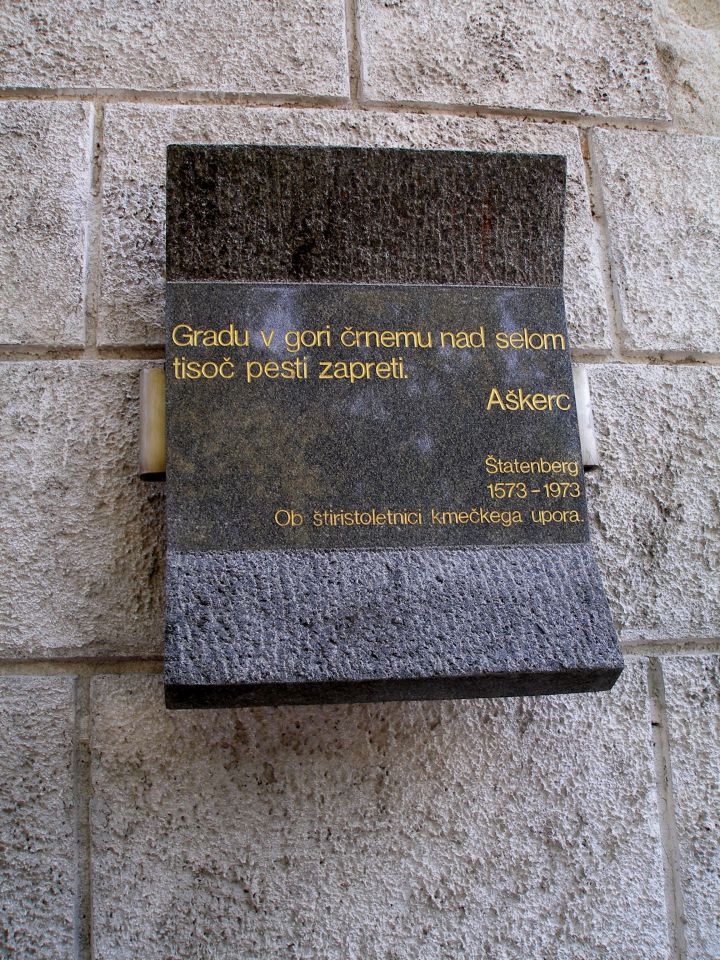 Gradu v gori črnemu nad selom
tisoč pesti zapreti.
Aškerc
Štatenberg
1573-1973
Ob štiristoletnici kmečkega upora.